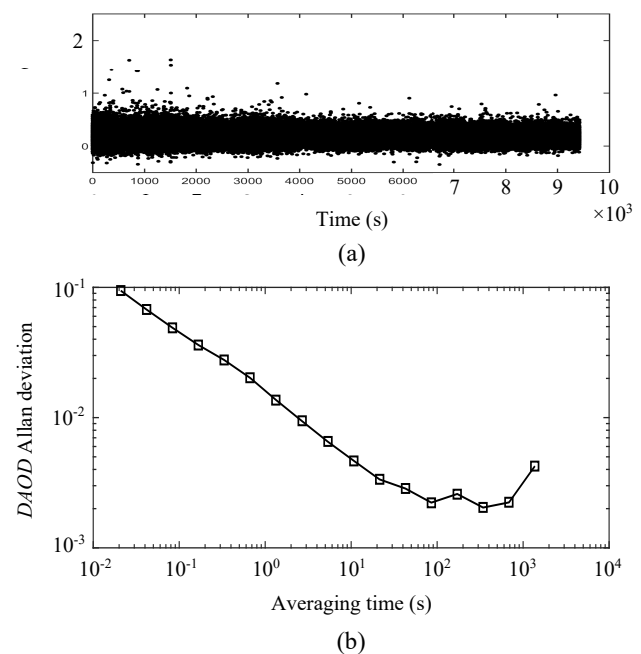 2
1
0
0 1000 2000 3000 4000 5000 6000 7 8 9 10
Time (s)
×10³
(a)
10⁻¹
10⁻²
10⁻³
DAOD Allan deviation
10⁻² 10⁻¹ 10⁰ 10¹ 10² 10³ 10⁴
Averaging time (s)
(b)